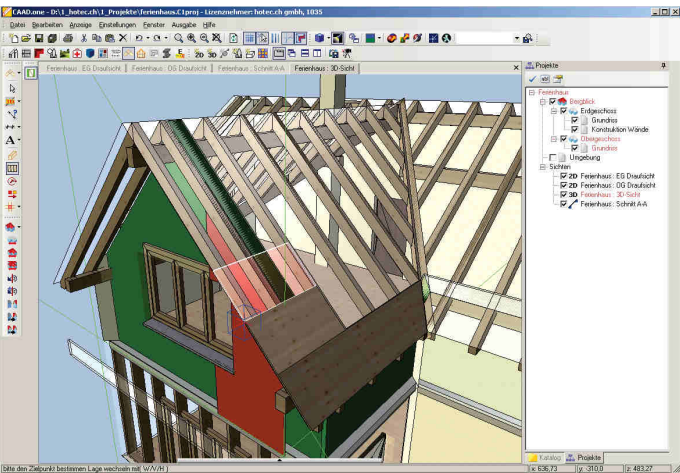 CAAD.one - D:\1_hotec.ch\1_Projekte\ferienhaus.C1proj - Lizenznehmer: hotec.ch gmbh, 1035
Datei Bearbeiten Anzeige Einstellungen Fenster Ausgabe Hilfe
Ferienhaus : EG Draufsicht Ferienhaus : OG Draufsicht Ferienhaus : Schnitt A-A Ferienhaus : 3D-Sicht
Projekte
Ferienhaus
Bergblick
Erdgeschoss
Grundriss
Konstruktion Wände
Obergeschoss
Grundriss
Umgebung
Sichten
2D Ferienhaus : EG Draufsicht
2D Ferienhaus : OG Draufsicht
3D Ferienhaus : 3D-Sicht
Ferienhaus : Schnitt A-A
Katalog Projekte
bitte den Zielpunkt bestimmen Lage wechseln mit (W/V/H) x: 636,73 y: -310,0 z: 483,27